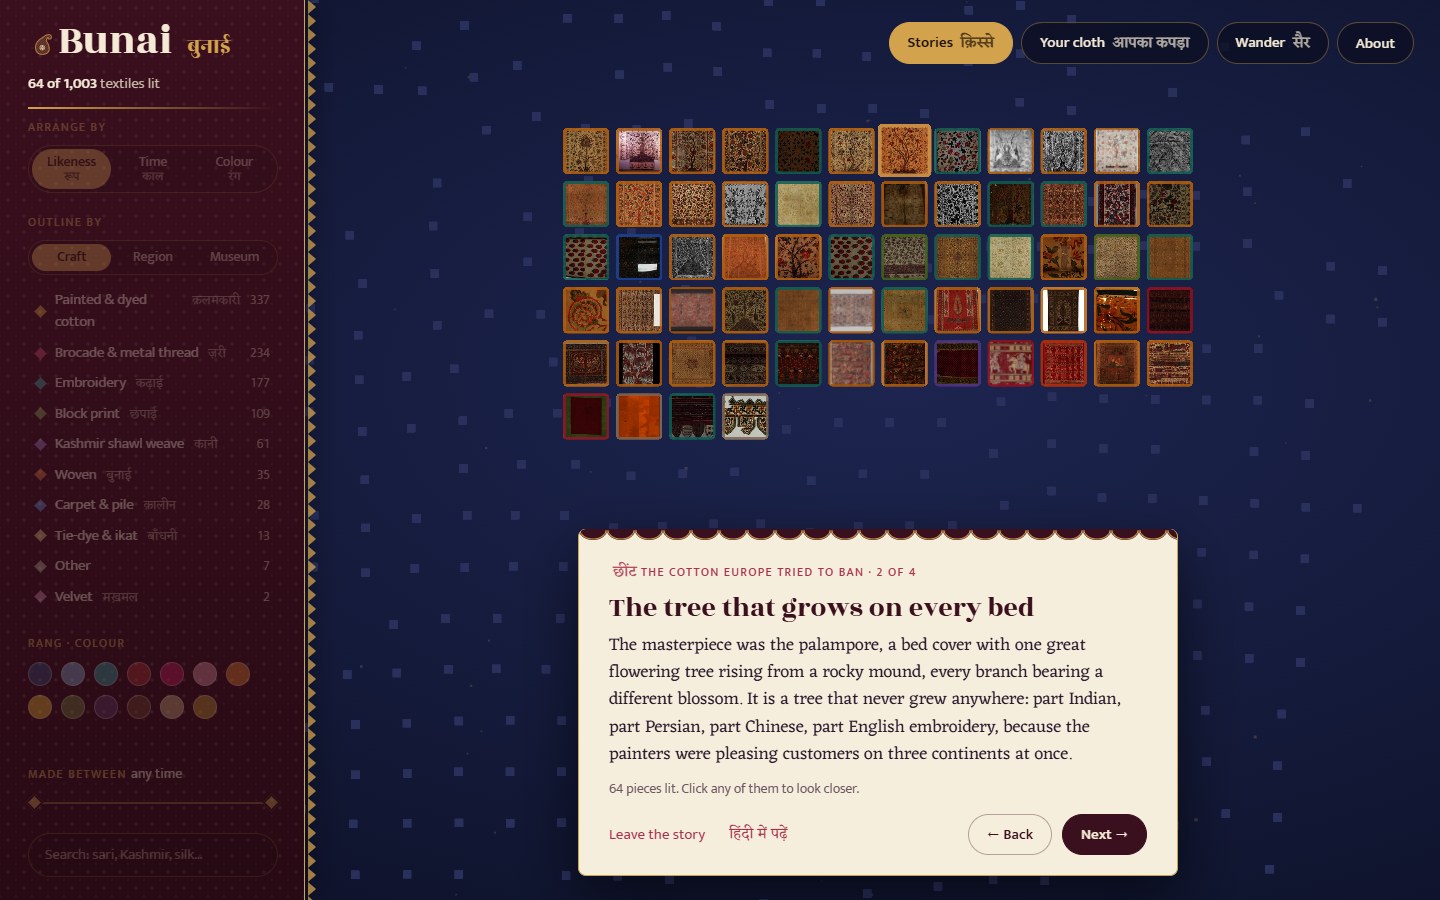 Bunai बुनाई
64 of 1,003 textiles lit
ARRANGE BY
Likeness रूप
Time काल
Colour रंग
OUTLINE BY
Craft
Region
Museum
Painted & dyed cotton क़लमकारी 337
Brocade & metal thread ज़री 234
Embroidery कढ़ाई 177
Block print छपाई 109
Kashmir shawl weave कानी 61
Woven बुनाई 35
Carpet & pile क़ालीन 28
Tie-dye & ikat बाँधनी 13
Other 7
Velvet मख़मल 2
RANG · COLOUR
MADE BETWEEN any time
Search: sari, Kashmir, silk...
Stories क़िस्से
Your cloth आपका कपड़ा
Wander सैर
About
छींट THE COTTON EUROPE TRIED TO BAN · 2 OF 4
The tree that grows on every bed
The masterpiece was the palampore, a bed cover with one great
flowering tree rising from a rocky mound, every branch bearing a
different blossom. It is a tree that never grew anywhere: part Indian,
part Persian, part Chinese, part English embroidery, because the
painters were pleasing customers on three continents at once.
64 pieces lit. Click any of them to look closer.
Leave the story
हिंदी में पढ़ें
← Back
Next →